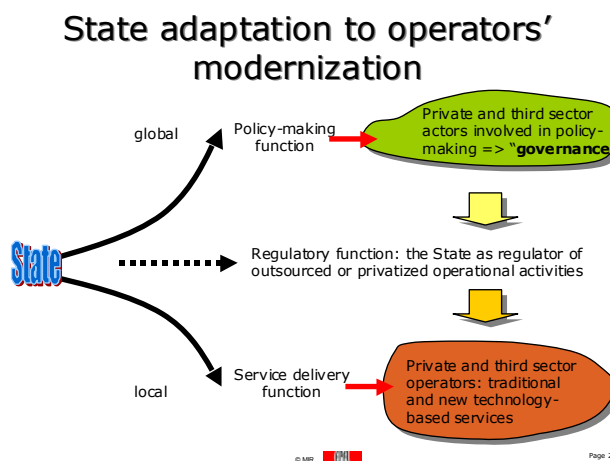 State adaptation to operators'
modernization
Private and third sector
actors involved in policy-
making => "governance
global
Policy-making
function
State
Regulatory function: the State as regulator of
outsourced or privatized operational activities
Private and third sector
operators: traditional
and new technology-
based services
Service delivery
function
local
© MIR
Page 2